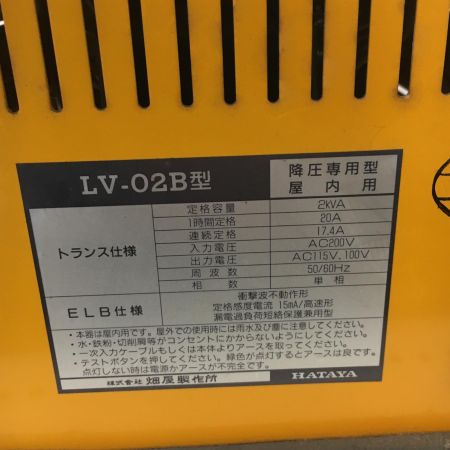 LV-02B型
降圧専用型
屋内用
トランス仕様
定格容量 2kVA
1時間定格 20A
連続定格 17.4A
入力電圧 AC200V
出力電圧 AC115V,100V
周波数 50/60Hz
相数 単相
ELB仕様
衝撃波不動作形
定格感度電流 15mA/高速形
漏電過負荷短絡保護兼用型
・本器は屋内用です。屋外での使用時には雨水及び塵に注意してください。
・水・鉄粉・切削屑等がコンセントにかからないようにしてください。
・一次入力ケーブルもしくは本体よりアースを取ってください。
・テストボタンを押してください。緑色が点灯するとアースは良です。
点灯しない時は電源かアースが不完全です。
株式会社 畑屋製作所 HATAYA